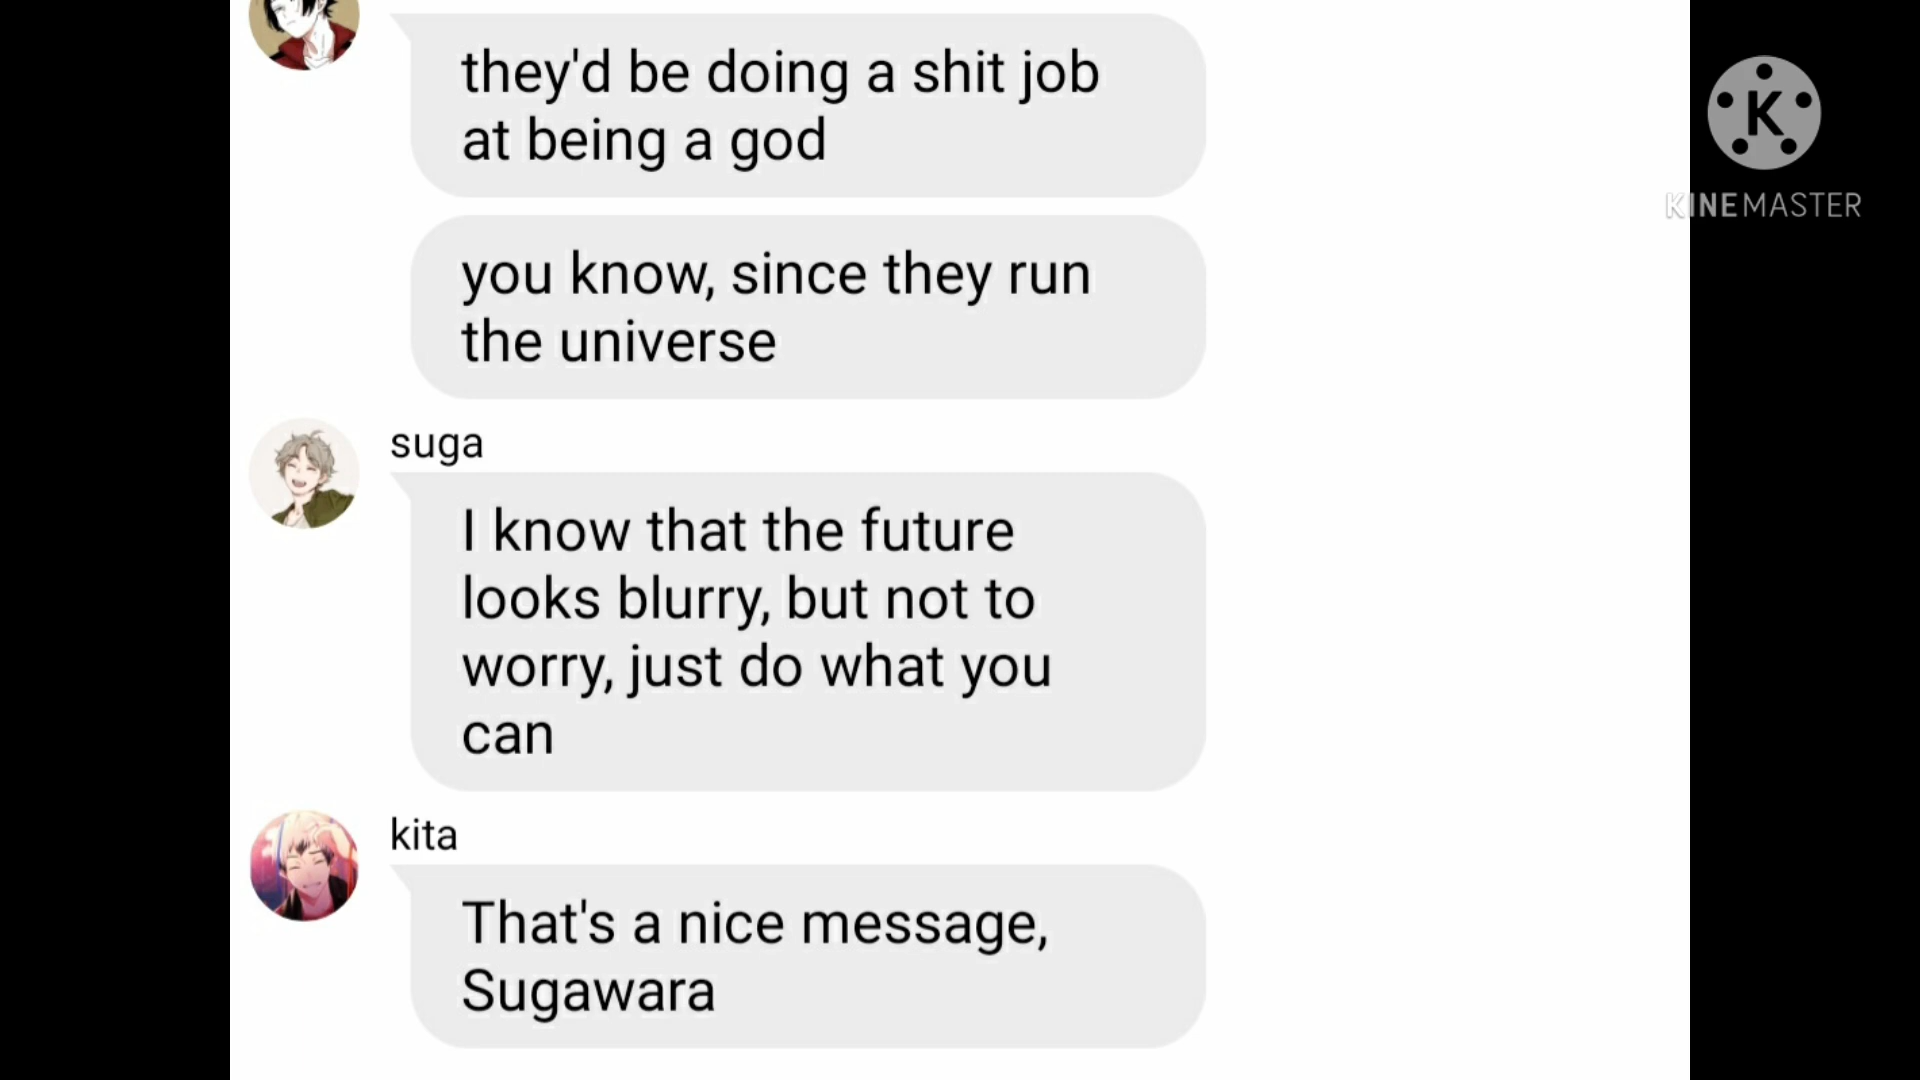 they'd be doing a shit job
at being a god
you know, since they run
the universe
suga
I know that the future
looks blurry, but not to
worry, just do what you
can
kita
That's a nice message,
Sugawara
K
KINEMASTER